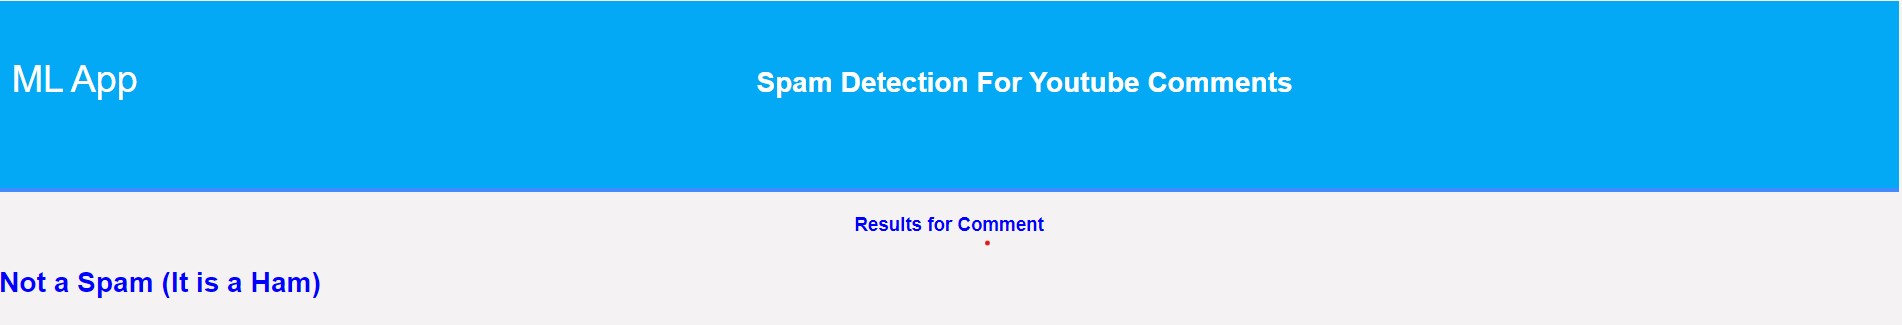 ML App
Spam Detection For Youtube Comments
Results for Comment
Not a Spam (It is a Ham)